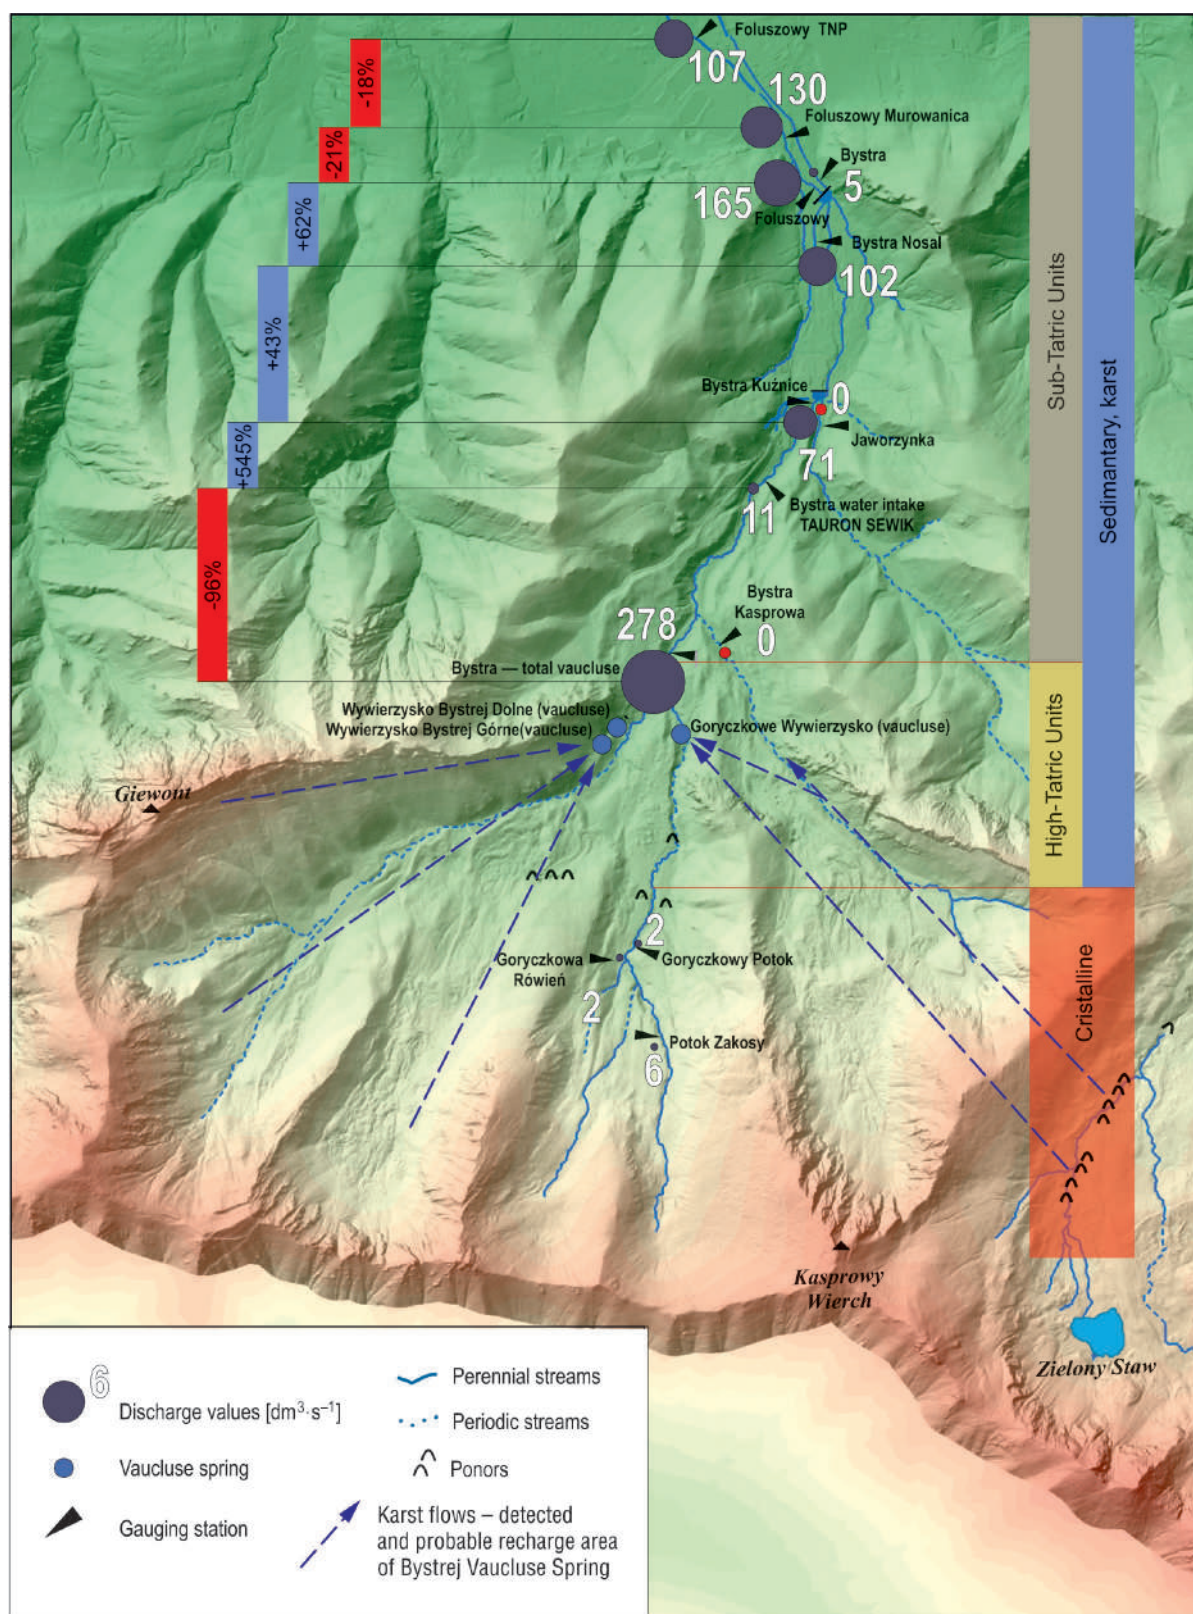 Foluszowy TNP
107
-18%
130
Foluszowy Murowanica
-21%
Bystra
5
165
Foluszowy
+62%
Bystra Nosal
102
+43%
Bystra Kuźnice
0
Jaworzynka
71
+545%
Bystra water intake
TAURON SEWIK
11
-96%
Bystra
Kasprowa
0
278
Bystra — total vaucluse
Wywierzysko Bystrej Dolne (vaucluse)
Wywierzysko Bystrej Górne(vaucluse)
Goryczkowe Wywierzysko (vaucluse)
Giewont
2
Goryczkowa
Rówień
Goryczkowy Potok
2
Potok Zakosy
6
Kasprowy
Wierch
Zielony Staw
Sub-Tatric Units
High-Tatric Units
Sedimantary, karst
Cristalline
6
Discharge values [dm³·s⁻¹]
Vaucluse spring
Gauging station
Perennial streams
Periodic streams
Ponors
Karst flows – detected
and probable recharge area
of Bystrej Vaucluse Spring